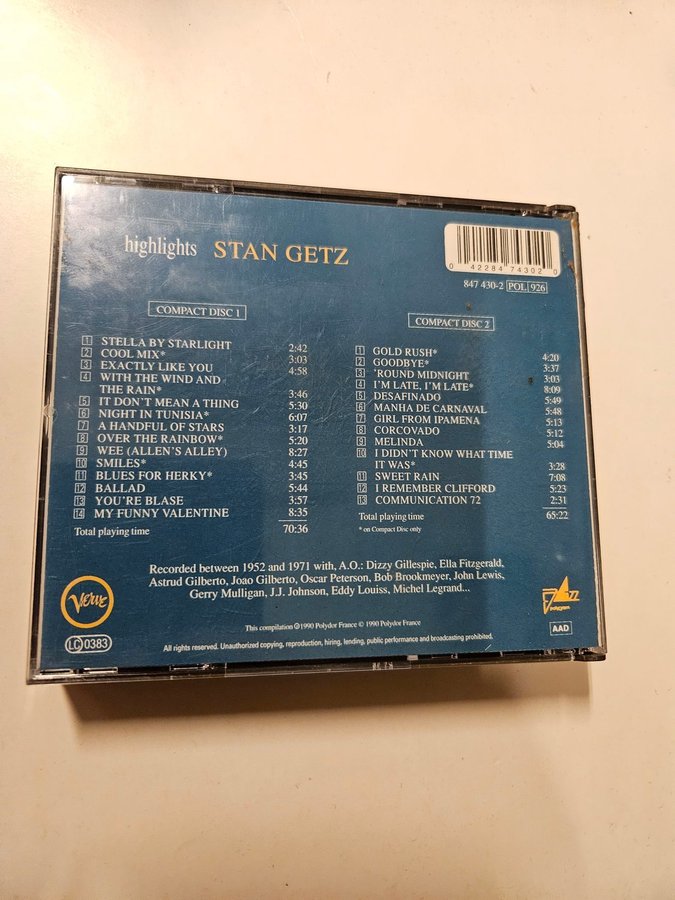 highlights STAN GETZ
0 42284 74302 0
847 430-2 POL 926
COMPACT DISC 1
1 STELLA BY STARLIGHT 2:42
2 COOL MIX* 3:03
3 EXACTLY LIKE YOU 4:58
4 WITH THE WIND AND
THE RAIN* 3:46
5 IT DON'T MEAN A THING 5:30
6 NIGHT IN TUNISIA* 6:07
7 A HANDFUL OF STARS 3:17
8 OVER THE RAINBOW* 5:20
9 WEE (ALLEN'S ALLEY) 8:27
10 SMILES* 4:45
11 BLUES FOR HERKY* 3:45
12 BALLAD 5:44
13 YOU'RE BLASE 3:57
14 MY FUNNY VALENTINE 8:35
Total playing time 70:36
COMPACT DISC 2
1 GOLD RUSH* 4:20
2 GOODBYE* 3:37
3 'ROUND MIDNIGHT 3:03
4 I'M LATE, I'M LATE* 8:09
5 DESAFINADO 5:49
6 MANHA DE CARNAVAL 5:48
7 GIRL FROM IPAMENA 5:13
8 CORCOVADO 5:12
9 MELINDA 5:04
10 I DIDN'T KNOW WHAT TIME
IT WAS* 3:28
11 SWEET RAIN 7:08
12 I REMEMBER CLIFFORD 5:23
13 COMMUNICATION 72 2:31
Total playing time 65:22
* on Compact Disc only
Recorded between 1952 and 1971 with, A.O.: Dizzy Gillespie, Ella Fitzgerald,
Astrud Gilberto, Joao Gilberto, Oscar Peterson, Bob Brookmeyer, John Lewis,
Gerry Mulligan, J.J. Johnson, Eddy Louiss, Michel Legrand...
VERVE
JAZZ
polygram
This compilation ℗ 1990 Polydor France © 1990 Polydor France
LC 0383
AAD
All rights reserved. Unauthorized copying, reproduction, hiring, lending, public performance and broadcasting prohibited.